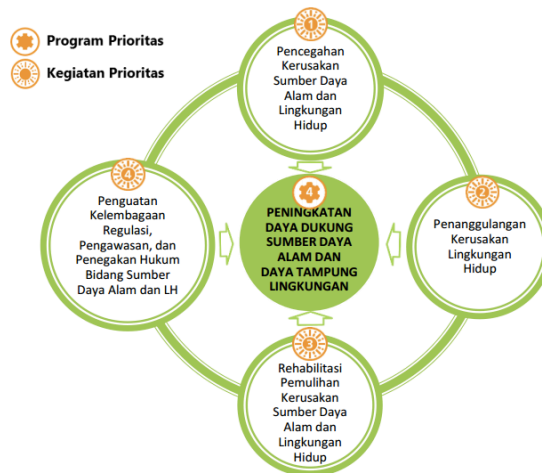 Program Prioritas
Kegiatan Prioritas
1
Pencegahan
Kerusakan
Sumber Daya
Alam dan
Lingkungan
Hidup
4
Penguatan
Kelembagaan
Regulasi,
Pengawasan, dan
Penegakan Hukum
Bidang Sumber
Daya Alam dan LH
4
PENINGKATAN
DAYA DUKUNG
SUMBER DAYA
ALAM DAN
DAYA TAMPUNG
LINGKUNGAN
2
Penanggulangan
Kerusakan
Lingkungan
Hidup
3
Rehabilitasi
Pemulihan
Kerusakan
Sumber Daya
Alam dan
Lingkungan
Hidup